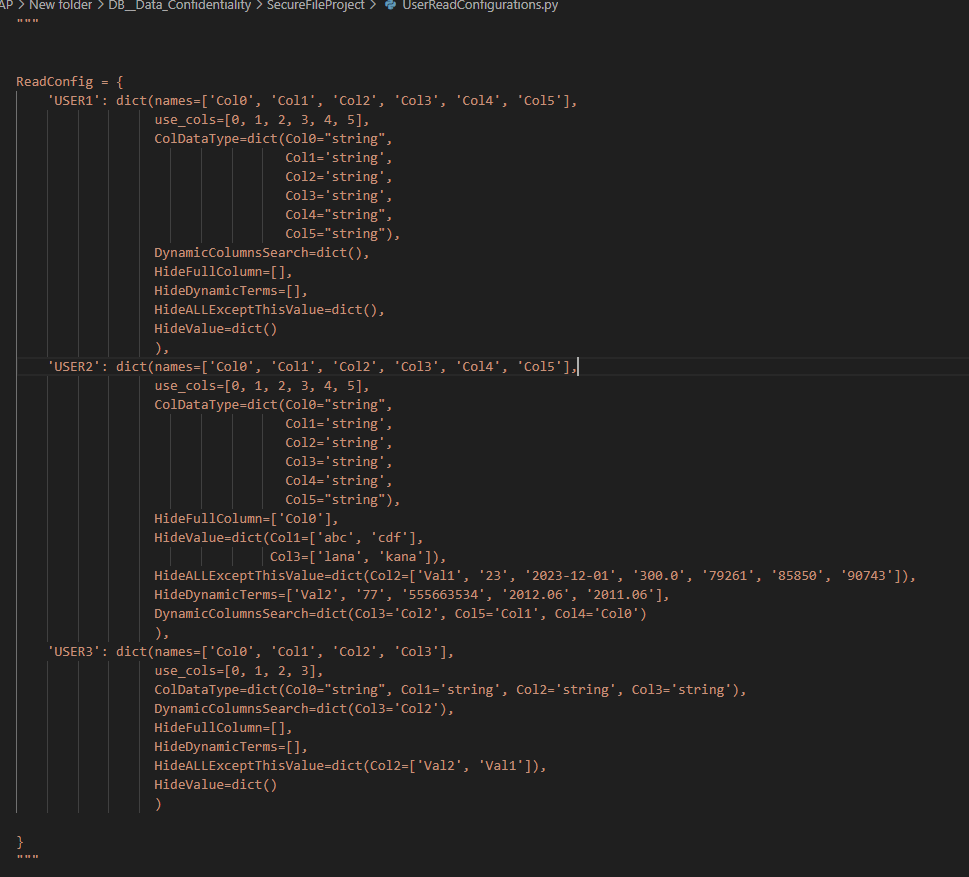 AP > New folder > DB__Data_Confidentiality > SecureFileProject > UserReadConfigurations.py
"""
ReadConfig = {
    'USER1': dict(names=['Col0', 'Col1', 'Col2', 'Col3', 'Col4', 'Col5'],
                  use_cols=[0, 1, 2, 3, 4, 5],
                  ColDataType=dict(Col0="string",
                                   Col1='string',
                                   Col2='string',
                                   Col3='string',
                                   Col4="string",
                                   Col5="string"),
                  DynamicColumnsSearch=dict(),
                  HideFullColumn=[],
                  HideDynamicTerms=[],
                  HideALLExceptThisValue=dict(),
                  HideValue=dict()
                  ),
    'USER2': dict(names=['Col0', 'Col1', 'Col2', 'Col3', 'Col4', 'Col5'],
                  use_cols=[0, 1, 2, 3, 4, 5],
                  ColDataType=dict(Col0="string",
                                   Col1='string',
                                   Col2='string',
                                   Col3='string',
                                   Col4='string',
                                   Col5="string"),
                  HideFullColumn=['Col0'],
                  HideValue=dict(Col1=['abc', 'cdf'],
                                 Col3=['lana', 'kana']),
                  HideALLExceptThisValue=dict(Col2=['Val1', '23', '2023-12-01', '300.0', '79261', '85850', '90743']),
                  HideDynamicTerms=['Val2', '77', '555663534', '2012.06', '2011.06'],
                  DynamicColumnsSearch=dict(Col3='Col2', Col5='Col1', Col4='Col0')
                  ),
    'USER3': dict(names=['Col0', 'Col1', 'Col2', 'Col3'],
                  use_cols=[0, 1, 2, 3],
                  ColDataType=dict(Col0="string", Col1='string', Col2='string', Col3='string'),
                  DynamicColumnsSearch=dict(Col3='Col2'),
                  HideFullColumn=[],
                  HideDynamicTerms=[],
                  HideALLExceptThisValue=dict(Col2=['Val2', 'Val1']),
                  HideValue=dict()
                  )
}
"""